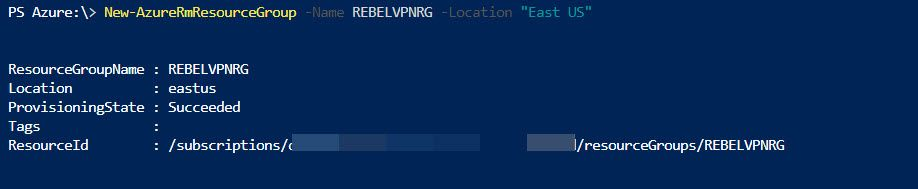 PS Azure:\> New-AzureRmResourceGroup -Name REBELVPNRG -Location "East US"
ResourceGroupName : REBELVPNRG
Location : eastus
ProvisioningState : Succeeded
Tags :
ResourceId : /subscriptions/ /resourceGroups/REBELVPNRG